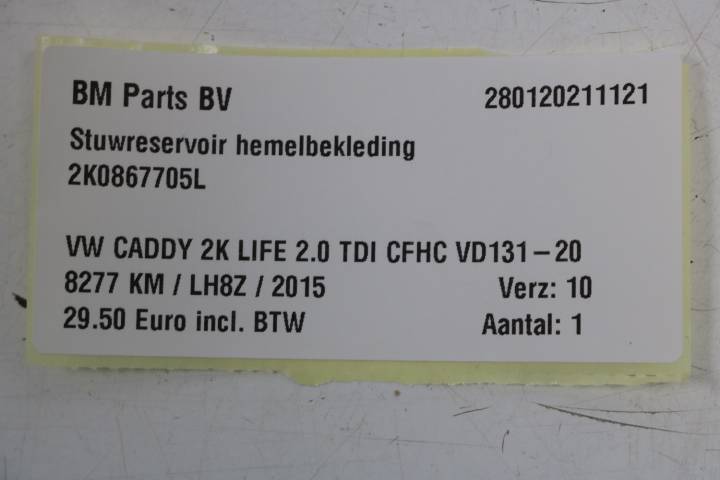 BM Parts BV 280120211121
Stuwreservoir hemelbekleding
2K0867705L
VW CADDY 2K LIFE 2.0 TDI CFHC VD131-20
8277 KM / LH8Z / 2015 Verz: 10
29.50 Euro incl. BTW Aantal: 1